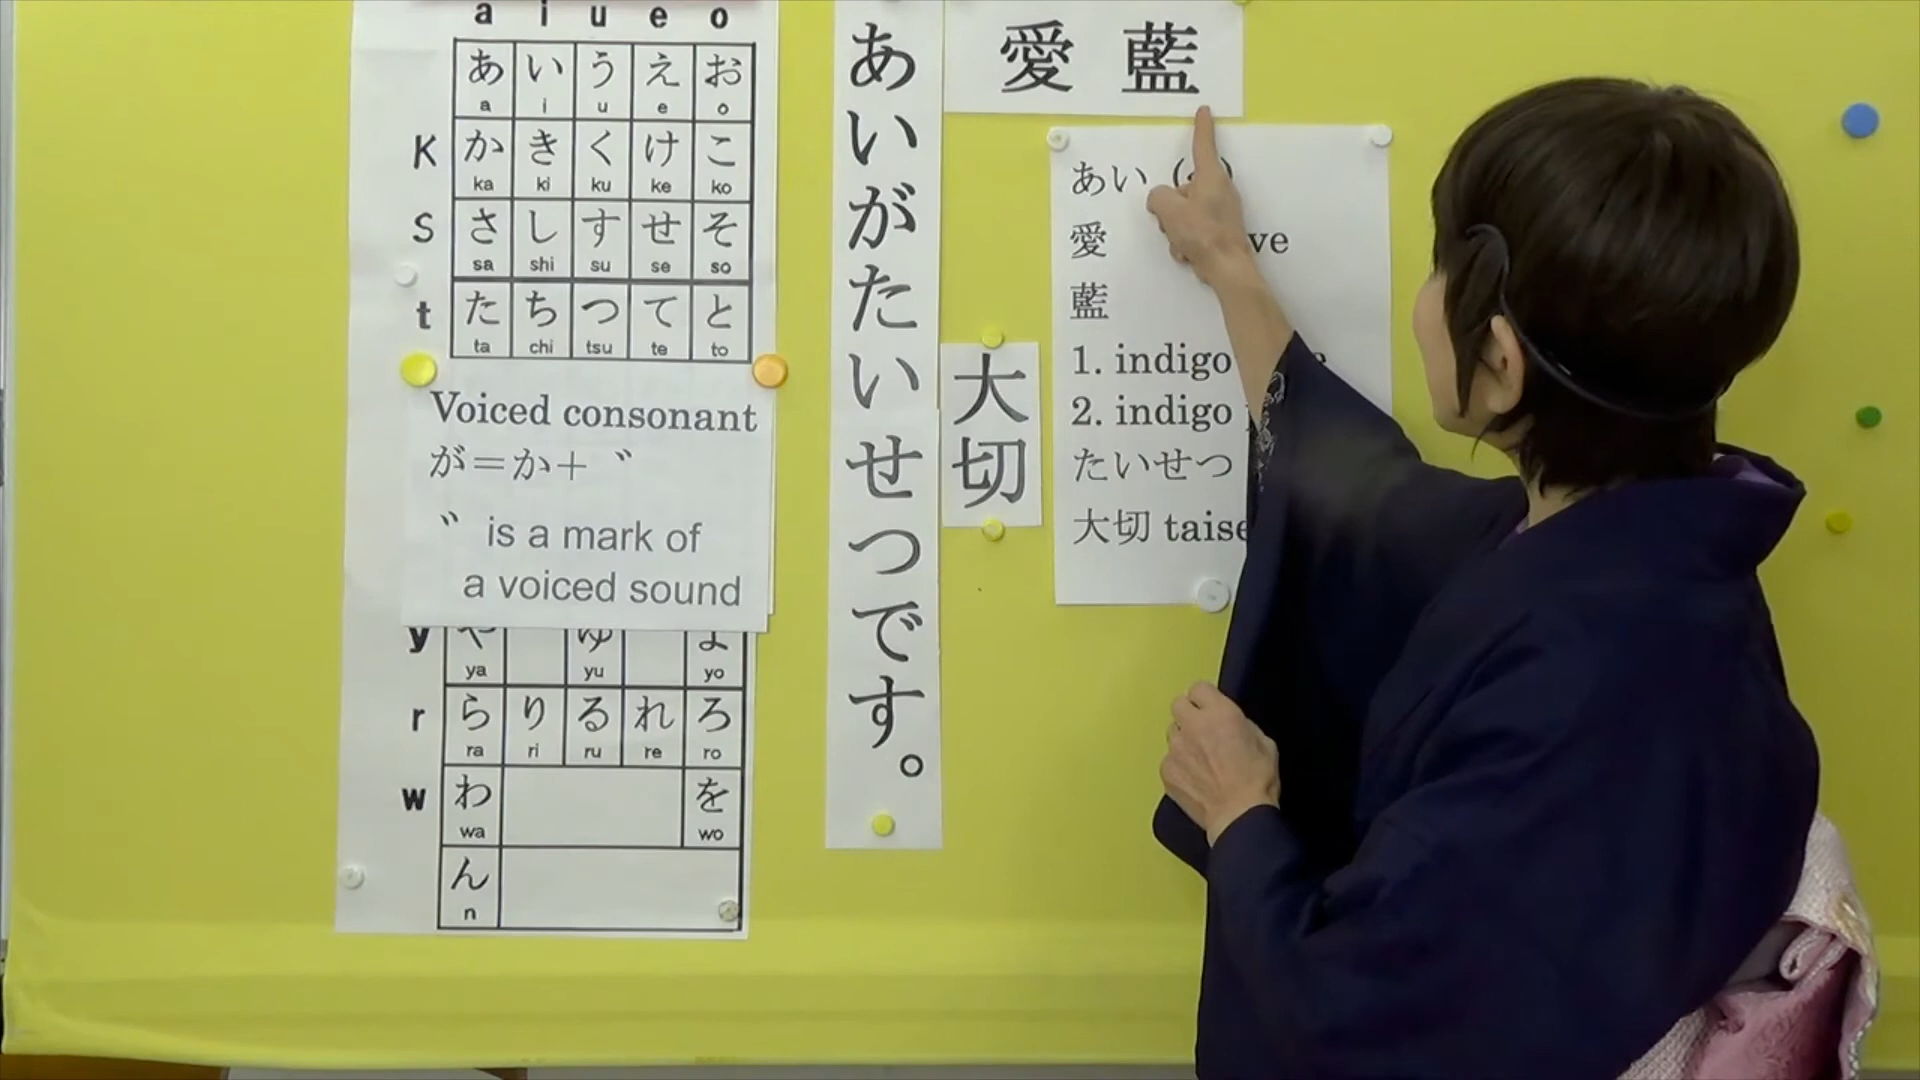 a i u e o
あ い う え お
a i u e o
K か き く け こ
ka ki ku ke ko
S さ し す せ そ
sa shi su se so
t た ち つ て と
ta chi tsu te to
Voiced consonant
が=か+゛
゛ is a mark of
a voiced sound
y や ゆ よ
ya yu yo
r ら り る れ ろ
ra ri ru re ro
w わ を
wa wo
ん
n
あいがたいせつです。
大切
愛 藍
あい
愛
藍
1. indigo
2. indigo
たいせつ
大切